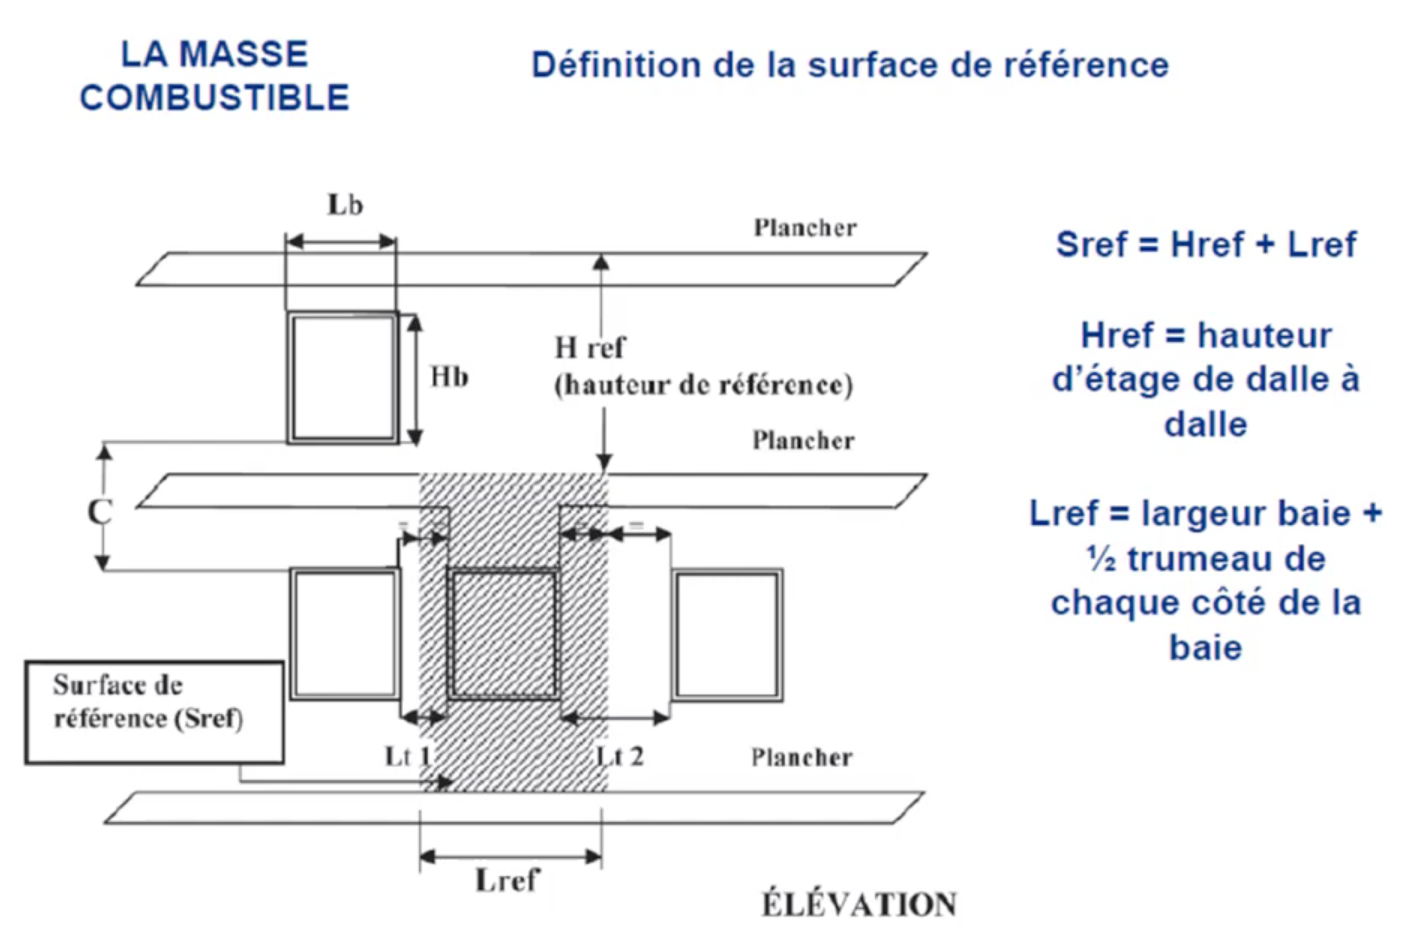 LA MASSE
COMBUSTIBLE
Définition de la surface de référence
Lb
Plancher
Sref = Href + Lref
H ref
(hauteur de référence)
Hb
Href = hauteur
d'étage de dalle à
dalle
Plancher
C
= =
= =
Lref = largeur baie +
½ trumeau de
chaque côté de la
baie
Surface de
référence (Sref)
Lt 1
Lt 2
Plancher
Lref
ÉLÉVATION